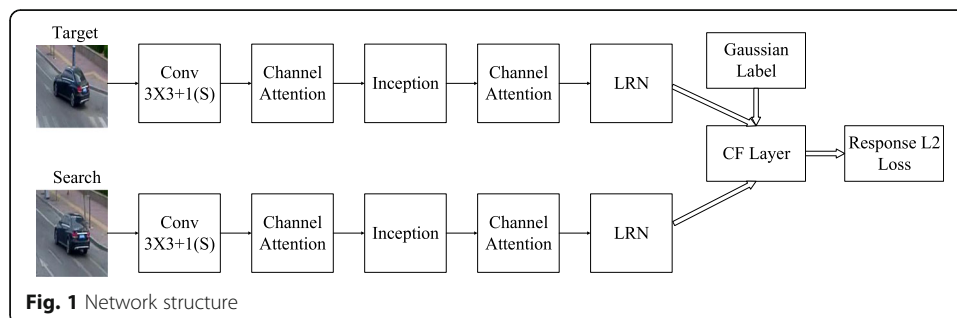 Target
Conv
3X3+1(S)
Channel
Attention
Inception
Channel
Attention
LRN
Gaussian
Label
CF Layer
Response L2
Loss
Search
Conv
3X3+1(S)
Channel
Attention
Inception
Channel
Attention
LRN
Fig. 1 Network structure